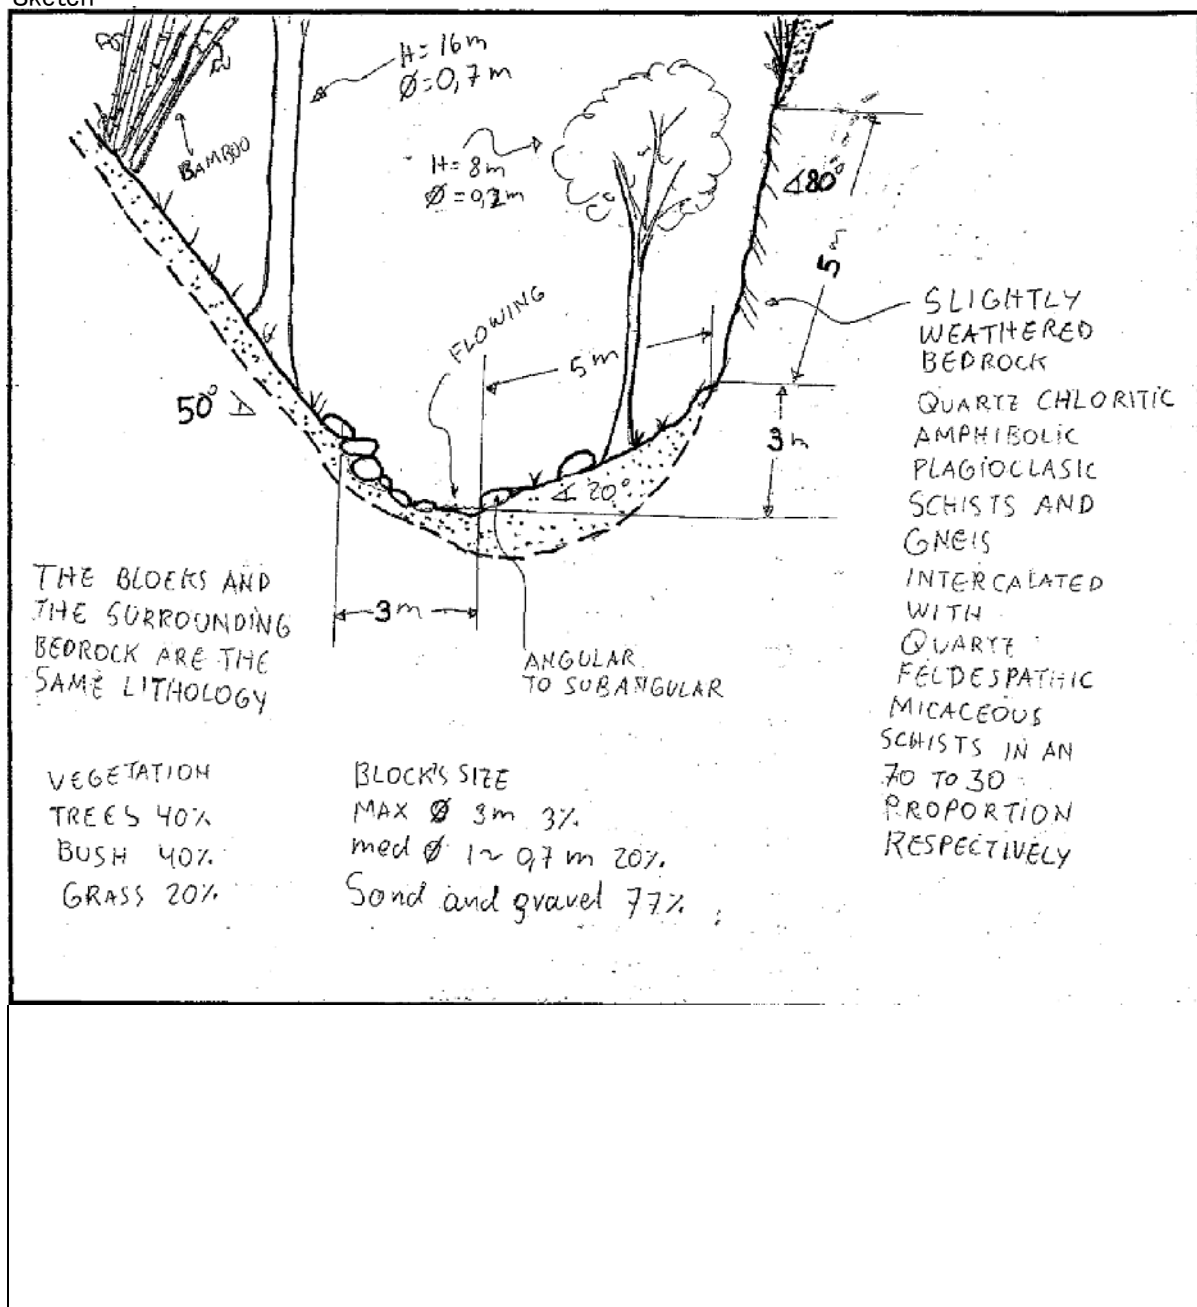 Sketch
H=16m
Ø=0,7m
BAMBOO
H=8m
Ø=0,2m
∡80°
5m
FLOWING
5m
SLIGHTLY
WEATHERED
BEDROCK
QUARTZ CHLORITIC
AMPHIBOLIC
PLAGIOCLASIC
SCHISTS AND
GNEIS
INTERCALATED
WITH
QUARTZ
FELDESPATHIC
MICACEOUS
SCHISTS IN AN
70 TO 30
PROPORTION
RESPECTIVELY
50°
3m
∡ 20°
THE BLOCKS AND
THE SURROUNDING
BEDROCK ARE THE
SAME LITHOLOGY
3m
ANGULAR
TO SUBANGULAR
VEGETATION
TREES 40%
BUSH 40%
GRASS 20%
BLOCK'S SIZE
MAX Ø 3m 3%
med Ø 1~0,7m 20%.
Sond and gravel 77%